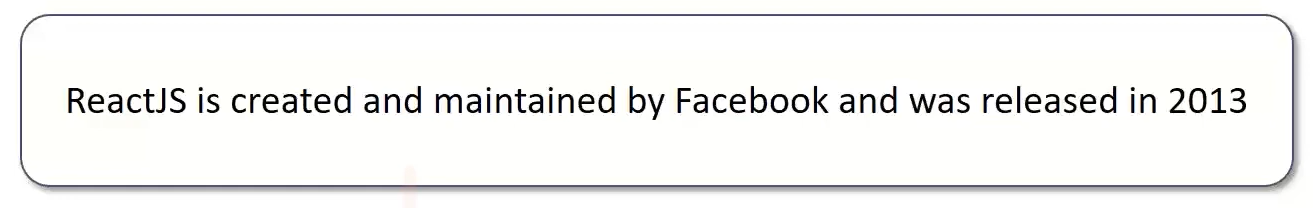 ReactJS is created and maintained by Facebook and was released in 2013